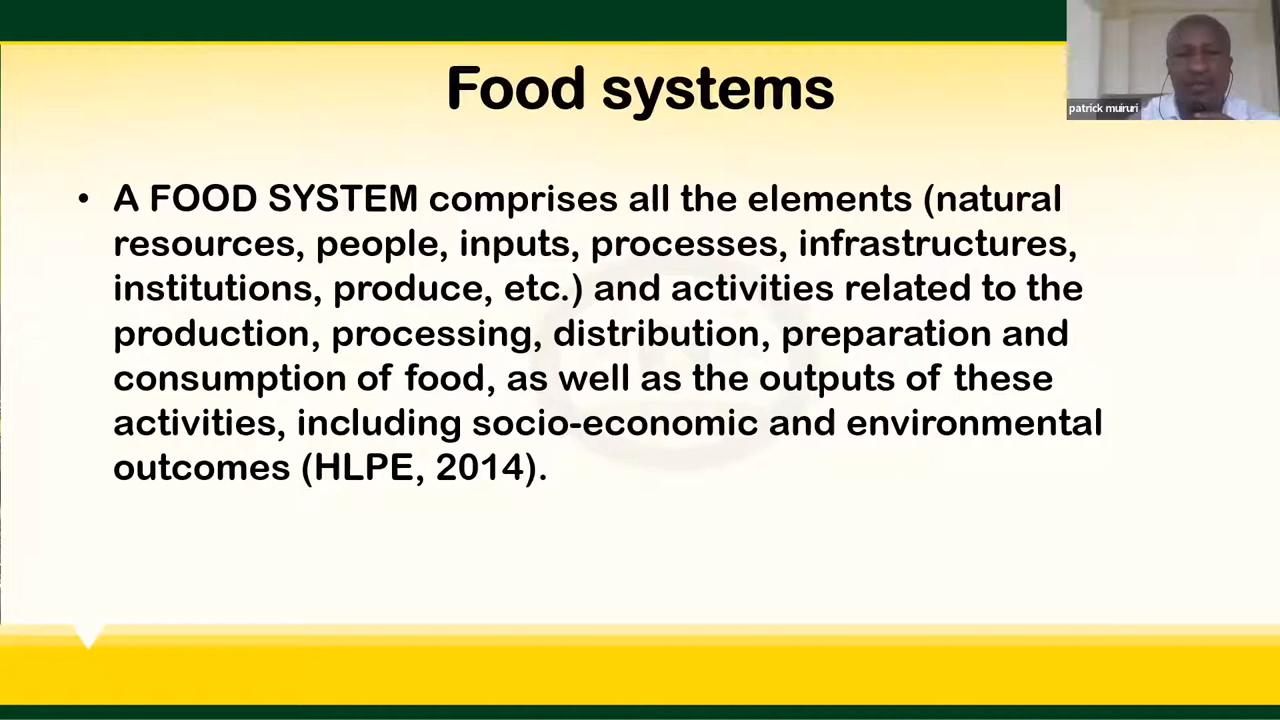 Food systems
patrick muiruri
• A FOOD SYSTEM comprises all the elements (natural
resources, people, inputs, processes, infrastructures,
institutions, produce, etc.) and activities related to the
production, processing, distribution, preparation and
consumption of food, as well as the outputs of these
activities, including socio-economic and environmental
outcomes (HLPE, 2014).